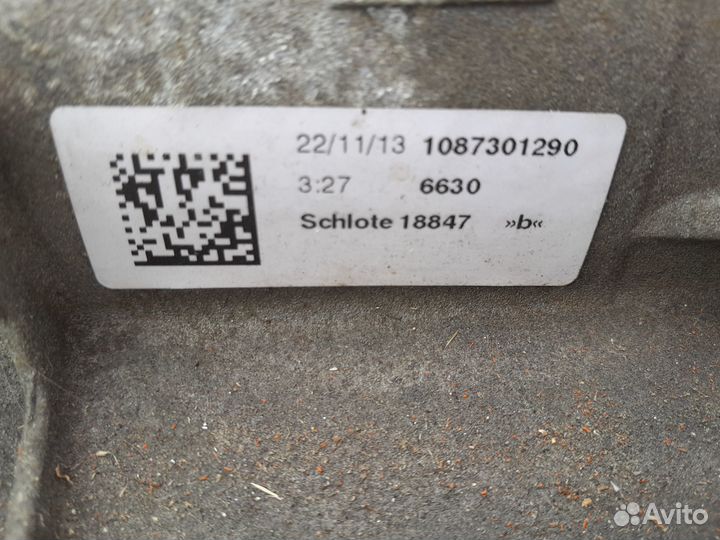 22/11/13 1087301290
3:27 6630
Schlote 18847 »b«
Avito